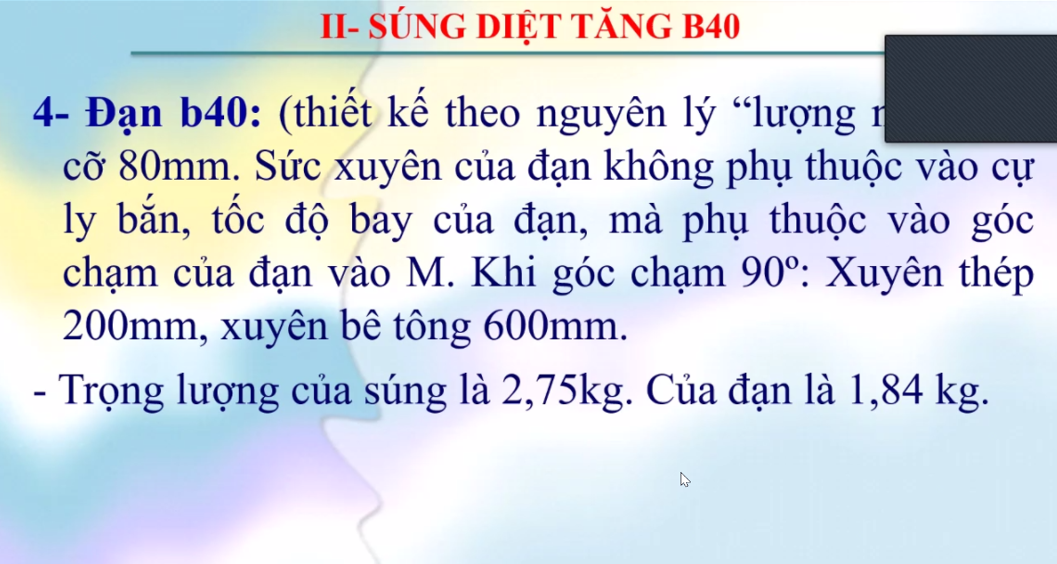 II- SÚNG DIỆT TĂNG B40
4- Đạn b40: (thiết kế theo nguyên lý “lượng
cỡ 80mm. Sức xuyên của đạn không phụ thuộc vào cự
ly bắn, tốc độ bay của đạn, mà phụ thuộc vào góc
chạm của đạn vào M. Khi góc chạm 90º: Xuyên thép
200mm, xuyên bê tông 600mm.
- Trọng lượng của súng là 2,75kg. Của đạn là 1,84 kg.